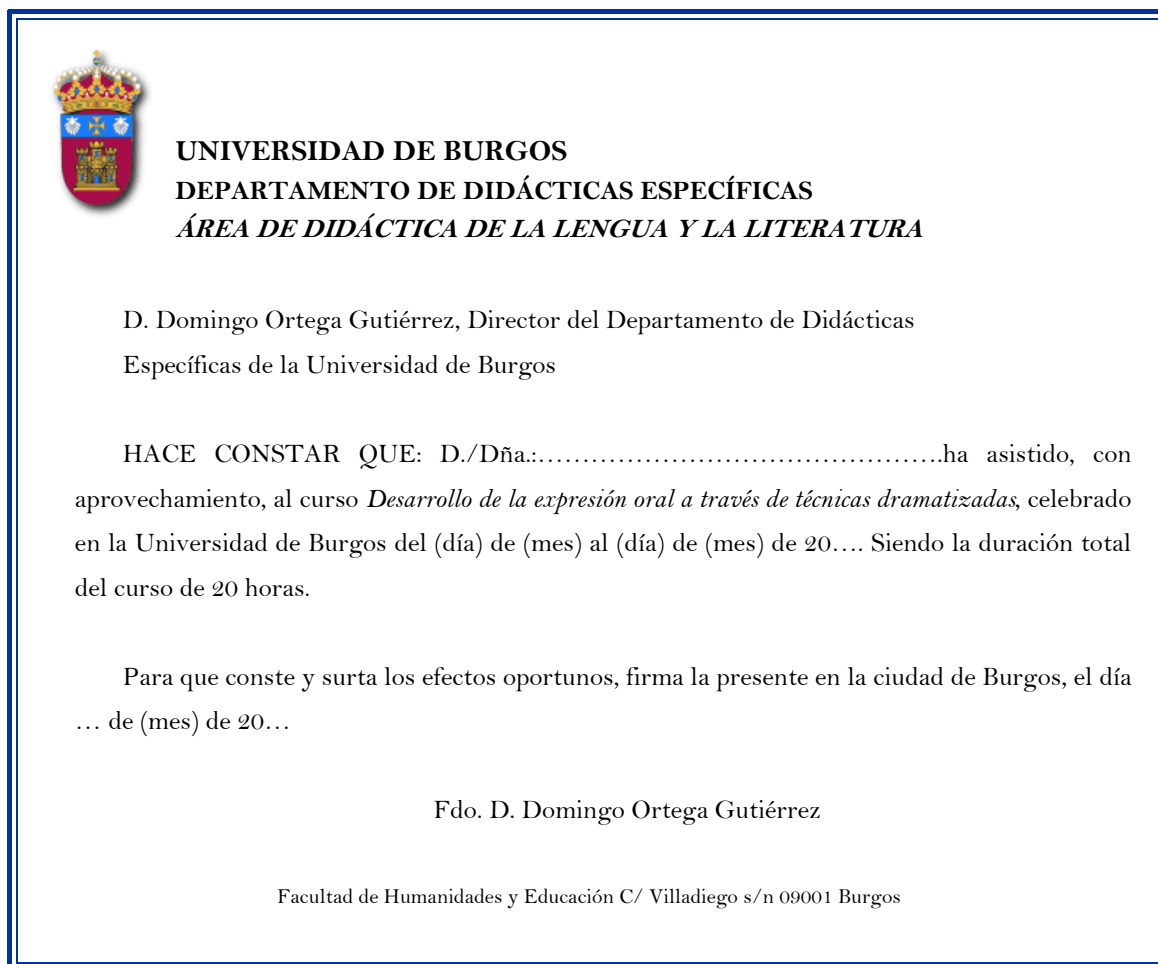 UNIVERSIDAD DE BURGOS
DEPARTAMENTO DE DIDÁCTICAS ESPECÍFICAS
ÁREA DE DIDÁCTICA DE LA LENGUA Y LA LITERATURA
D. Domingo Ortega Gutiérrez, Director del Departamento de Didácticas
Específicas de la Universidad de Burgos
HACE CONSTAR QUE: D./Dña.:……………………………………….ha asistido, con
aprovechamiento, al curso Desarrollo de la expresión oral a través de técnicas dramatizadas, celebrado
en la Universidad de Burgos del (día) de (mes) al (día) de (mes) de 20…. Siendo la duración total
del curso de 20 horas.
Para que conste y surta los efectos oportunos, firma la presente en la ciudad de Burgos, el día
… de (mes) de 20…
Fdo. D. Domingo Ortega Gutiérrez
Facultad de Humanidades y Educación C/ Villadiego s/n 09001 Burgos